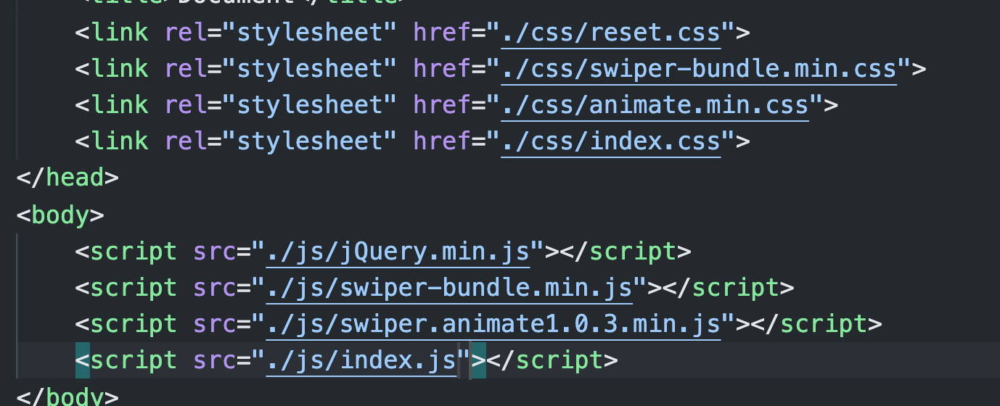 <title>Document</title>
<link rel="stylesheet" href="./css/reset.css">
<link rel="stylesheet" href="./css/swiper-bundle.min.css">
<link rel="stylesheet" href="./css/animate.min.css">
<link rel="stylesheet" href="./css/index.css">
</head>
<body>
<script src="./js/jQuery.min.js"></script>
<script src="./js/swiper-bundle.min.js"></script>
<script src="./js/swiper.animate1.0.3.min.js"></script>
<script src="./js/index.js"></script>
</body>